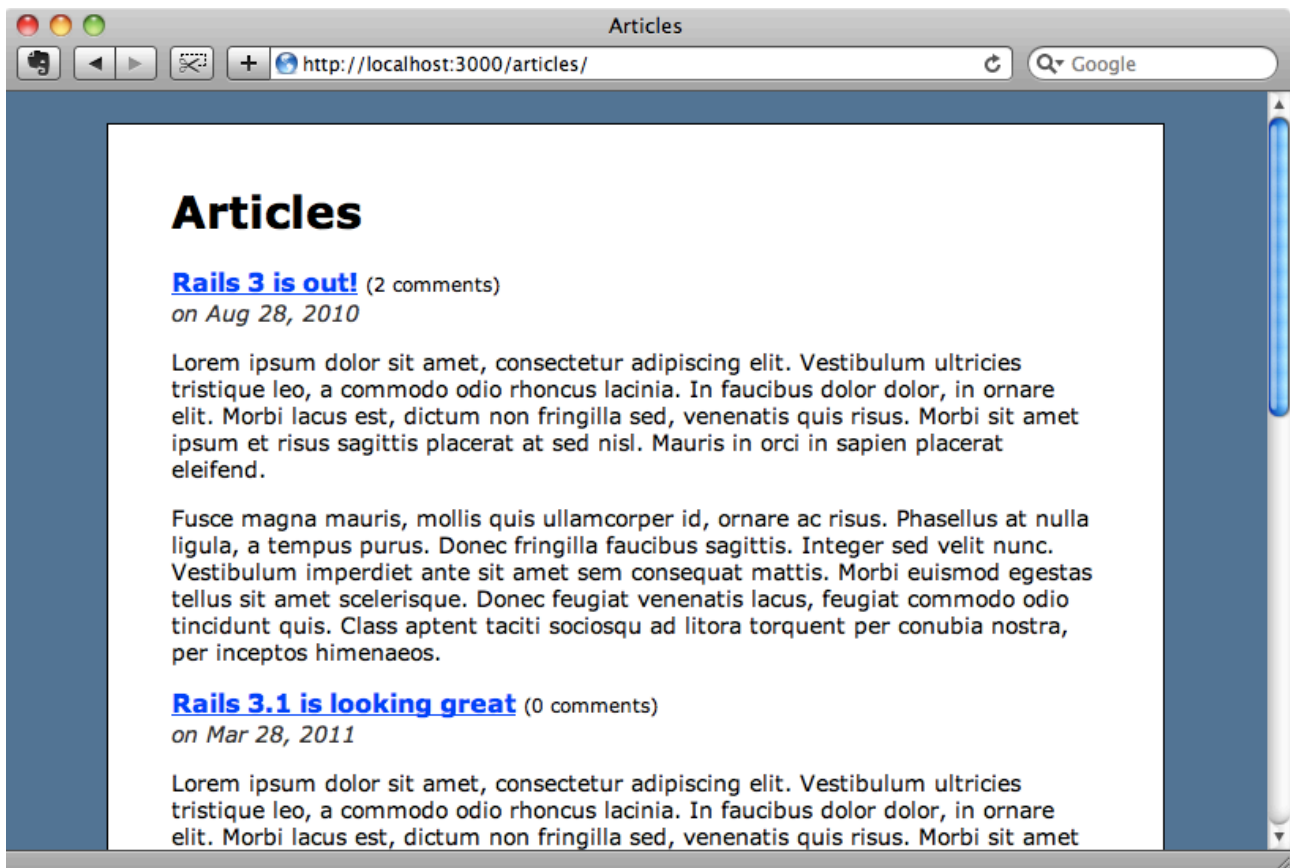 Articles
http://localhost:3000/articles/
Google
Articles
Rails 3 is out! (2 comments)
on Aug 28, 2010
Lorem ipsum dolor sit amet, consectetur adipiscing elit. Vestibulum ultricies
tristique leo, a commodo odio rhoncus lacinia. In faucibus dolor dolor, in ornare
elit. Morbi lacus est, dictum non fringilla sed, venenatis quis risus. Morbi sit amet
ipsum et risus sagittis placerat at sed nisl. Mauris in orci in sapien placerat
eleifend.
Fusce magna mauris, mollis quis ullamcorper id, ornare ac risus. Phasellus at nulla
ligula, a tempus purus. Donec fringilla faucibus sagittis. Integer sed velit nunc.
Vestibulum imperdiet ante sit amet sem consequat mattis. Morbi euismod egestas
tellus sit amet scelerisque. Donec feugiat venenatis lacus, feugiat commodo odio
tincidunt quis. Class aptent taciti sociosqu ad litora torquent per conubia nostra,
per inceptos himenaeos.
Rails 3.1 is looking great (0 comments)
on Mar 28, 2011
Lorem ipsum dolor sit amet, consectetur adipiscing elit. Vestibulum ultricies
tristique leo, a commodo odio rhoncus lacinia. In faucibus dolor dolor, in ornare
elit. Morbi lacus est, dictum non fringilla sed, venenatis quis risus. Morbi sit amet